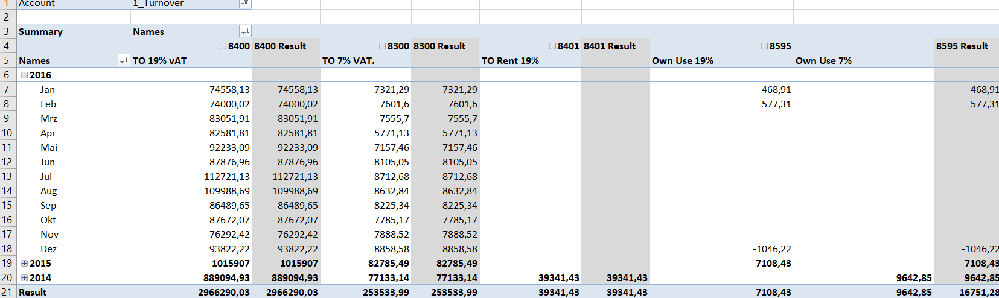 1 Account 1_Turnover
2
3 Summary Names
4 8400 8400 Result 8300 8300 Result 8401 8401 Result 8595 8595 Result
5 Names TO 19% vAT TO 7% VAT. TO Rent 19% Own Use 19% Own Use 7%
6 2016
7 Jan 74558,13 74558,13 7321,29 7321,29 468,91 468,91
8 Feb 74000,02 74000,02 7601,6 7601,6 577,31 577,31
9 Mrz 83051,91 83051,91 7555,7 7555,7
10 Apr 82581,81 82581,81 5771,13 5771,13
11 Mai 92233,09 92233,09 7157,46 7157,46
12 Jun 87876,96 87876,96 8105,05 8105,05
13 Jul 112721,13 112721,13 8712,68 8712,68
14 Aug 109988,69 109988,69 8632,84 8632,84
15 Sep 86489,65 86489,65 8225,34 8225,34
16 Okt 87672,07 87672,07 7785,17 7785,17
17 Nov 76292,42 76292,42 7888,52 7888,52
18 Dez 93822,22 93822,22 8858,58 8858,58 -1046,22 -1046,22
19 2015 1015907 1015907 82785,49 82785,49 7108,43 7108,43
20 2014 889094,93 889094,93 77133,14 77133,14 39341,43 39341,43 9642,85 9642,85
21 Result 2966290,03 2966290,03 253533,99 253533,99 39341,43 39341,43 7108,43 9642,85 16751,28